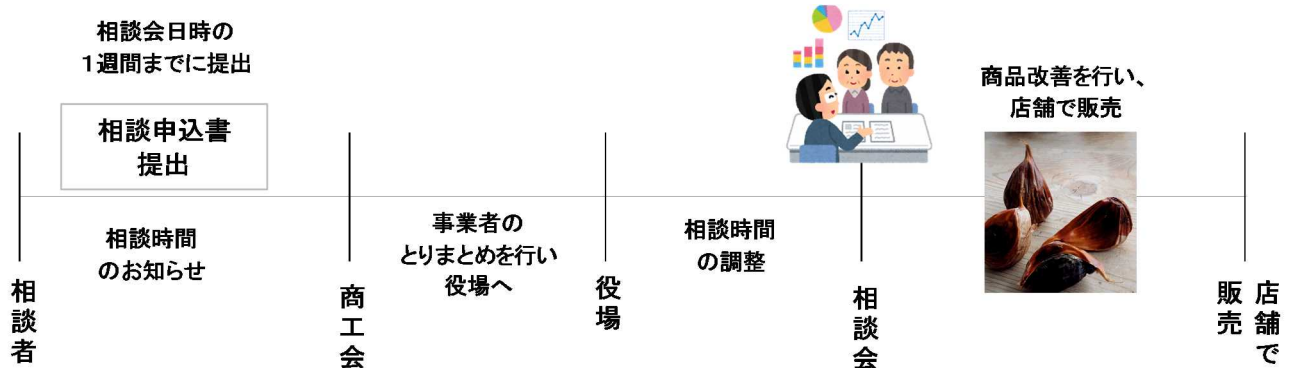 相談会日時の
１週間までに提出
相談申込書
提出
相談時間
のお知らせ
事業者の
とりまとめを行い
役場へ
相談時間
の調整
商品改善を行い、
店舗で販売
相談者
商工会
役場
相談会
店舗で
販売